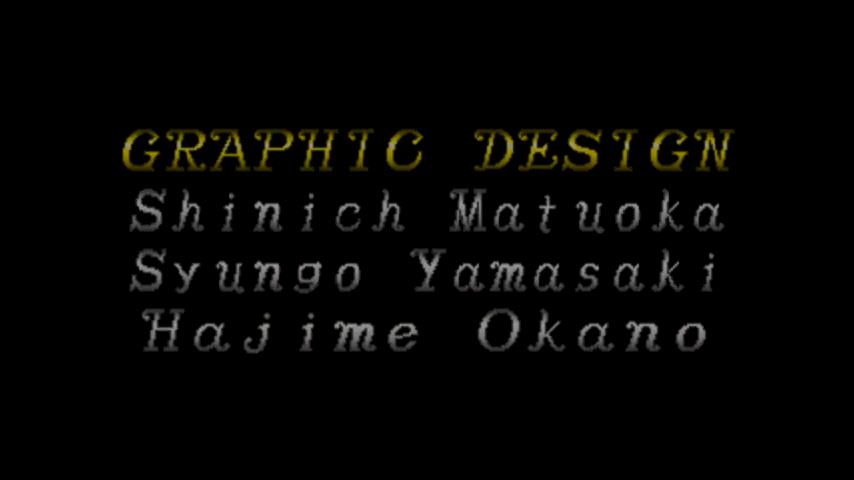 GRAPHIC DESIGN
Shinich Matuoka
Syungo Yamasaki
Hajime Okano